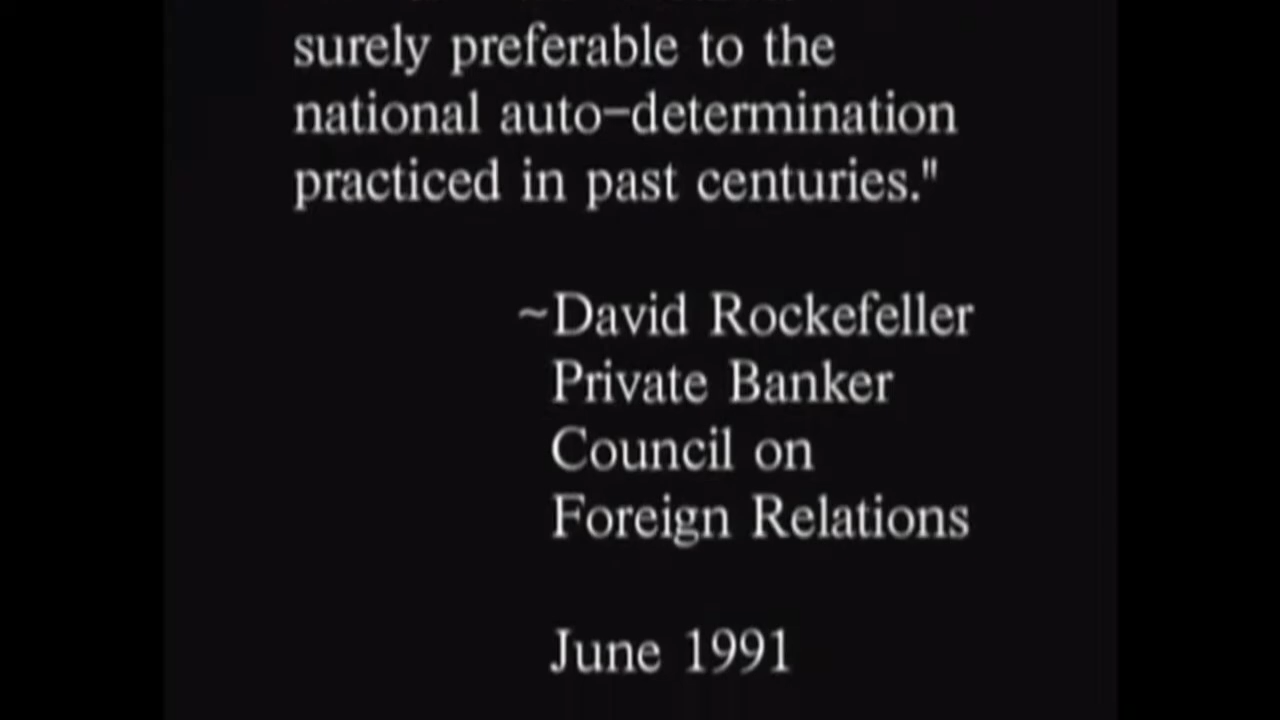 surely preferable to the
national auto-determination
practiced in past centuries."
~David Rockefeller
Private Banker
Council on
Foreign Relations
June 1991